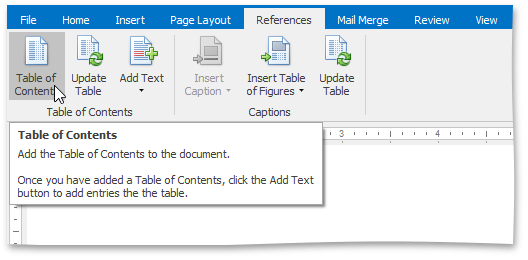 File Home Insert Page Layout References Mail Merge Review View
Table of Contents
Update Table
Add Text
Insert Caption
Insert Table of Figures
Update Table
Table of Contents
Captions
Table of Contents
Add the Table of Contents to the document.
Once you have added a Table of Contents, click the Add Text
button to add entries the the table.
3 4